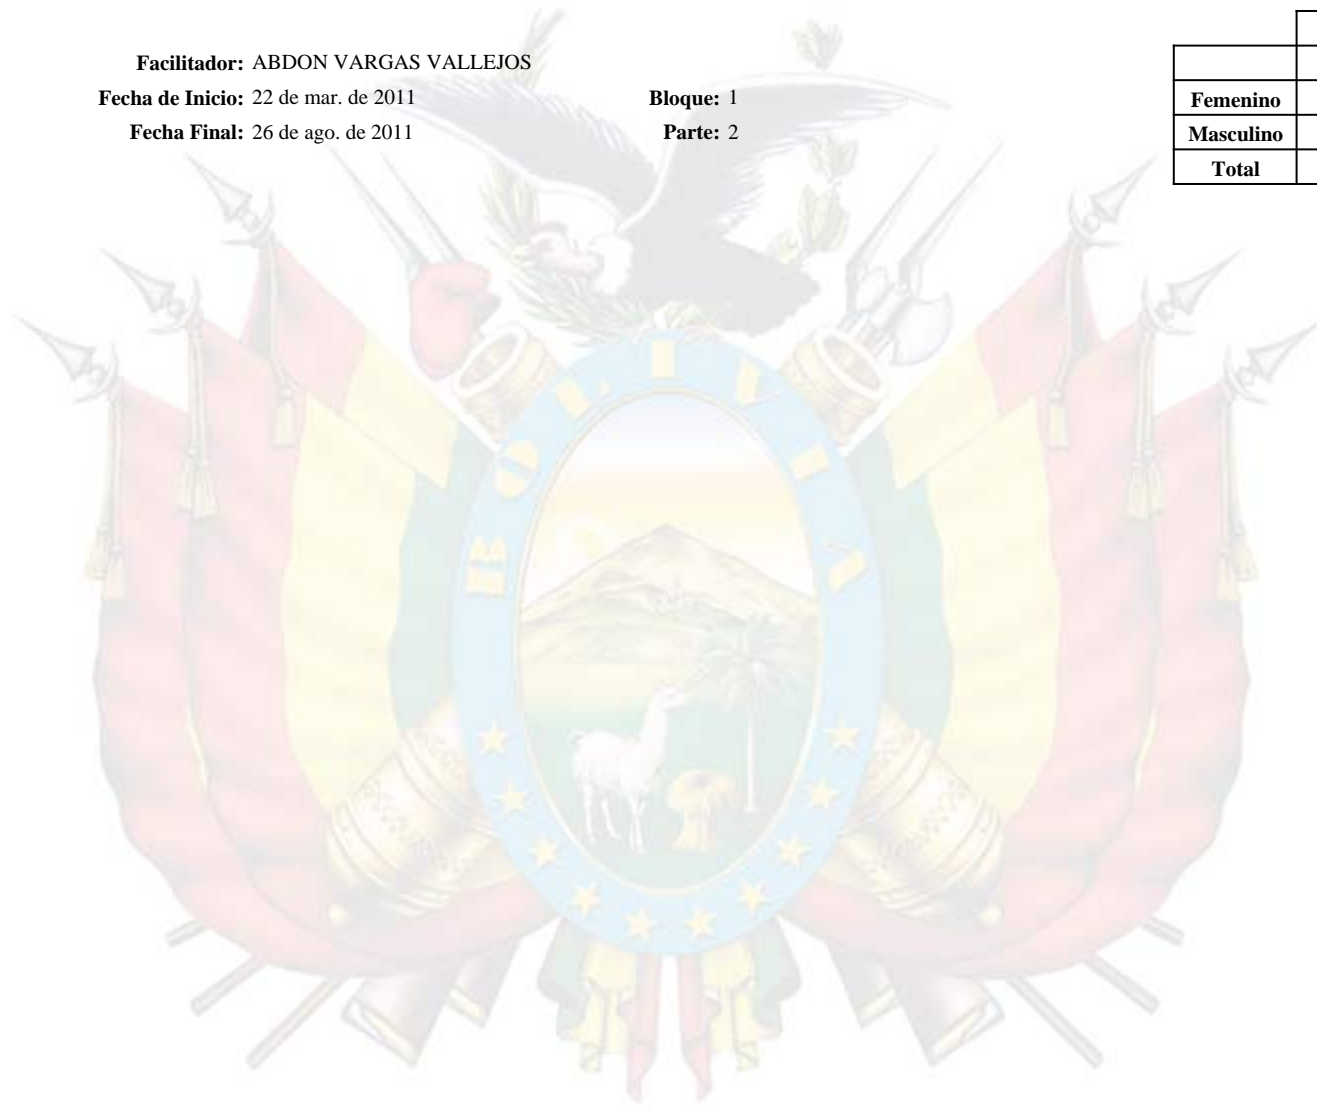 Facilitador: ABDON VARGAS VALLEJOS
Fecha de Inicio: 22 de mar. de 2011 Bloque: 1
Fecha Final: 26 de ago. de 2011 Parte: 2
Femenino
Masculino
Total
BOLIVIA